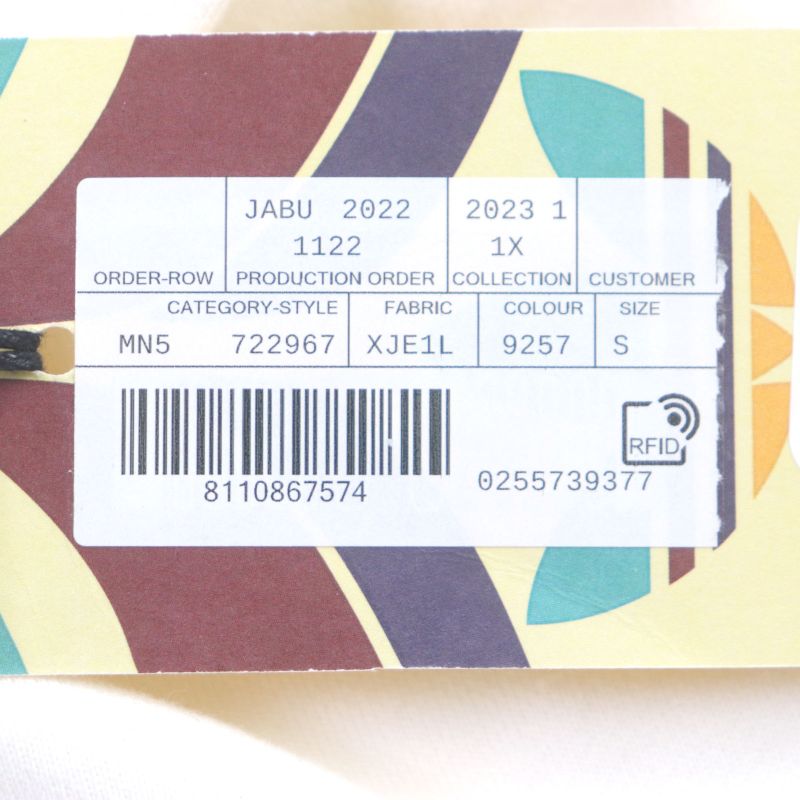 JABU 2022 2023 1
1122 1X
ORDER-ROW PRODUCTION ORDER COLLECTION CUSTOMER
CATEGORY-STYLE FABRIC COLOUR SIZE
MN5 722967 XJE1L 9257 S
RFID
8110867574 0255739377